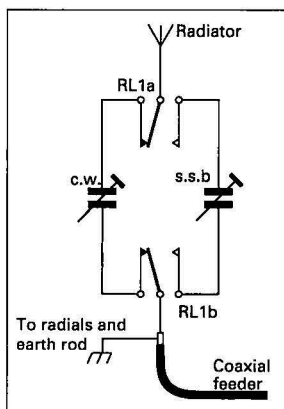 Radiator
RL1a
c.w.
s.s.b
RL1b
To radials and
earth rod
Coaxial
feeder